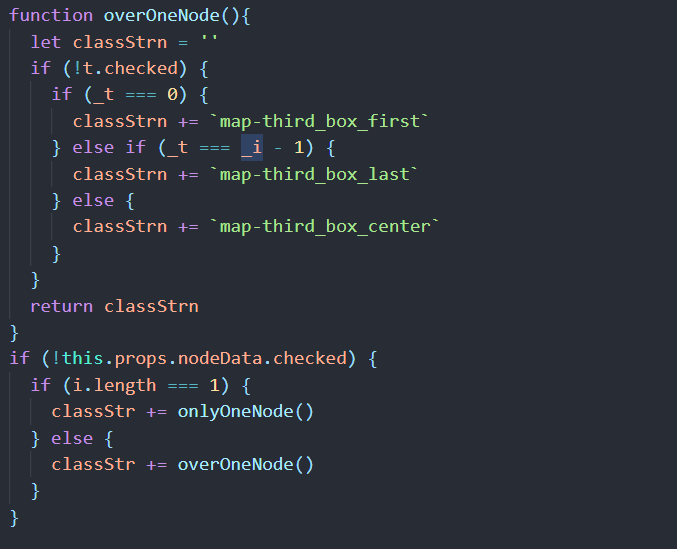 function overOneNode(){
let classStrn = ''
if (!t.checked) {
if (_t === 0) {
classStrn += `map-third_box_first`
} else if (_t === _i - 1) {
classStrn += `map-third_box_last`
} else {
classStrn += `map-third_box_center`
}
}
return classStrn
}
if (!this.props.nodeData.checked) {
if (i.length === 1) {
classStr += onlyOneNode()
} else {
classStr += overOneNode()
}
}